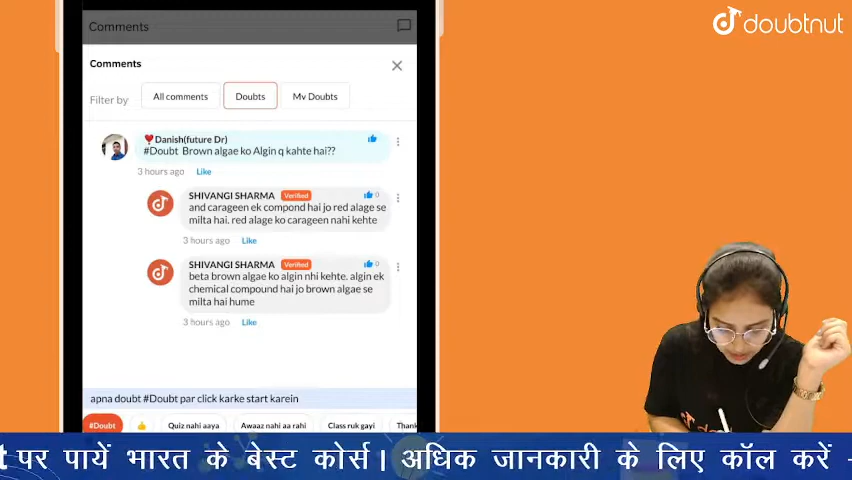 doubtnut
Comments
Comments
Filter by
All comments
Doubts
My Doubts
Danish(future Dr)
#Doubt Brown algae ko Algin q kahte hai??
3 hours ago Like
SHIVANGI SHARMA Verified 0
and carageen ek compond hai jo red alage se
milta hai. red alage ko carageen nahi kehte
3 hours ago Like
SHIVANGI SHARMA Verified 0
beta brown algae ko algin nhi kehte. algin ek
chemical compound hai jo brown algae se
milta hai hume
3 hours ago Like
apna doubt #Doubt par click karke start karein
#Doubt
Quiz nahi aaya
Awaaz nahi aa rahi
Class ruk gayi
Thank
t पर पायें भारत के बेस्ट कोर्स। अधिक जानकारी के लिए कॉल करें -